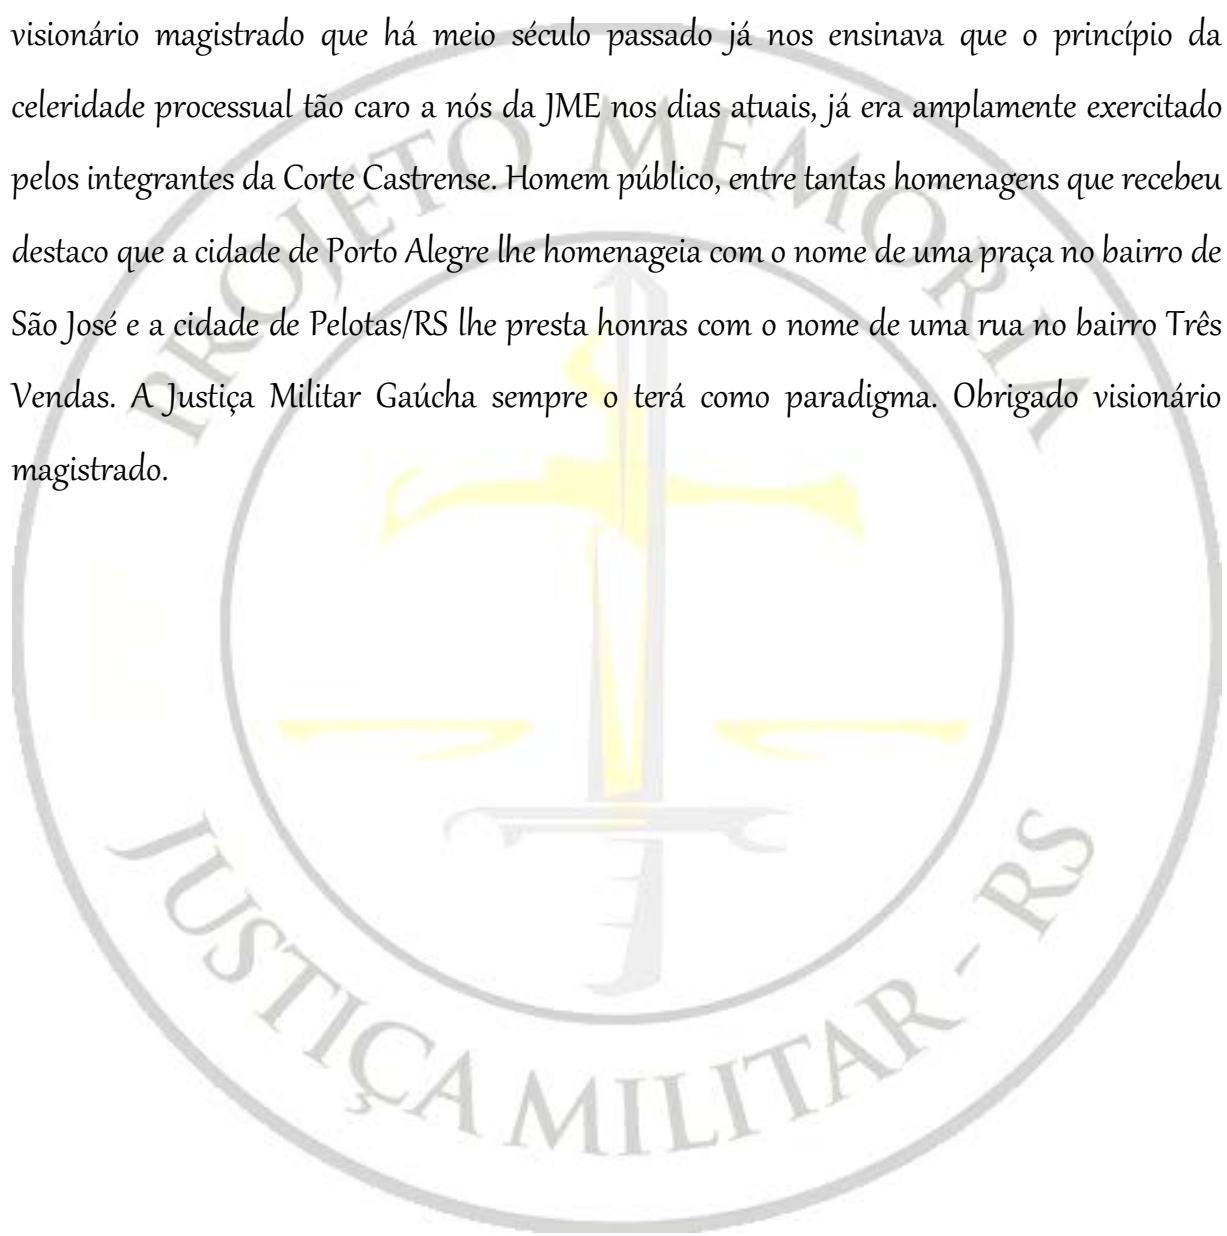 visionário magistrado que há meio século passado já nos ensinava que o princípio da
celeridade processual tão caro a nós da JME nos dias atuais, já era amplamente exercitado
pelos integrantes da Corte Castrense. Homem público, entre tantas homenagens que recebeu
destaco que a cidade de Porto Alegre lhe homenageia com o nome de uma praça no bairro de
São José e a cidade de Pelotas/RS lhe presta honras com o nome de uma rua no bairro Três
Vendas. A Justiça Militar Gaúcha sempre o terá como paradigma. Obrigado visionário
magistrado.
PROJETO MEMORIA
JUSTIÇA MILITAR - RS